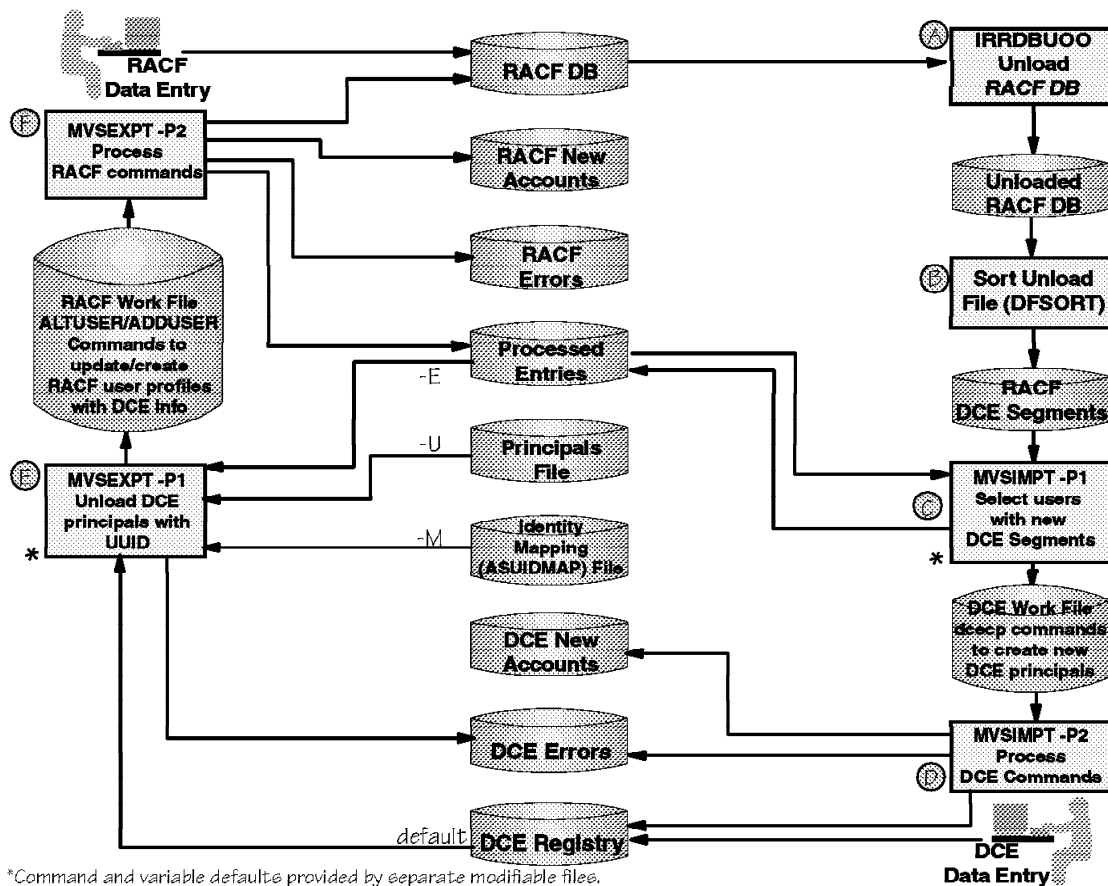 RACF
Data Entry
RACF DB
A
IRRDBUOO
Unload
RACF DB
F
MVSEXPT -P2
Process
RACF commands
RACF New
Accounts
Unloaded
RACF DB
RACF
Errors
B
Sort Unload
File (DFSORT)
RACF Work File
ALTUSER/ADDUSER
Commands to
update/create
RACF user profiles
with DCE Info
Processed
Entries
-E
RACF
DCE Segments
-U
Principals
File
E
MVSEXPT -P1
Unload DCE
principals with
UUID
*
C
MVSIMPT -P1
Select users
with new
DCE Segments
*
-M
Identity
Mapping
(ASUIDMAP) File
DCE Work File
dcecp commands
to create new
DCE principals
DCE New
Accounts
DCE Errors
D
MVSIMPT -P2
Process
DCE Commands
default
DCE Registry
DCE
Data Entry
*Command and variable defaults provided by separate modifiable files.